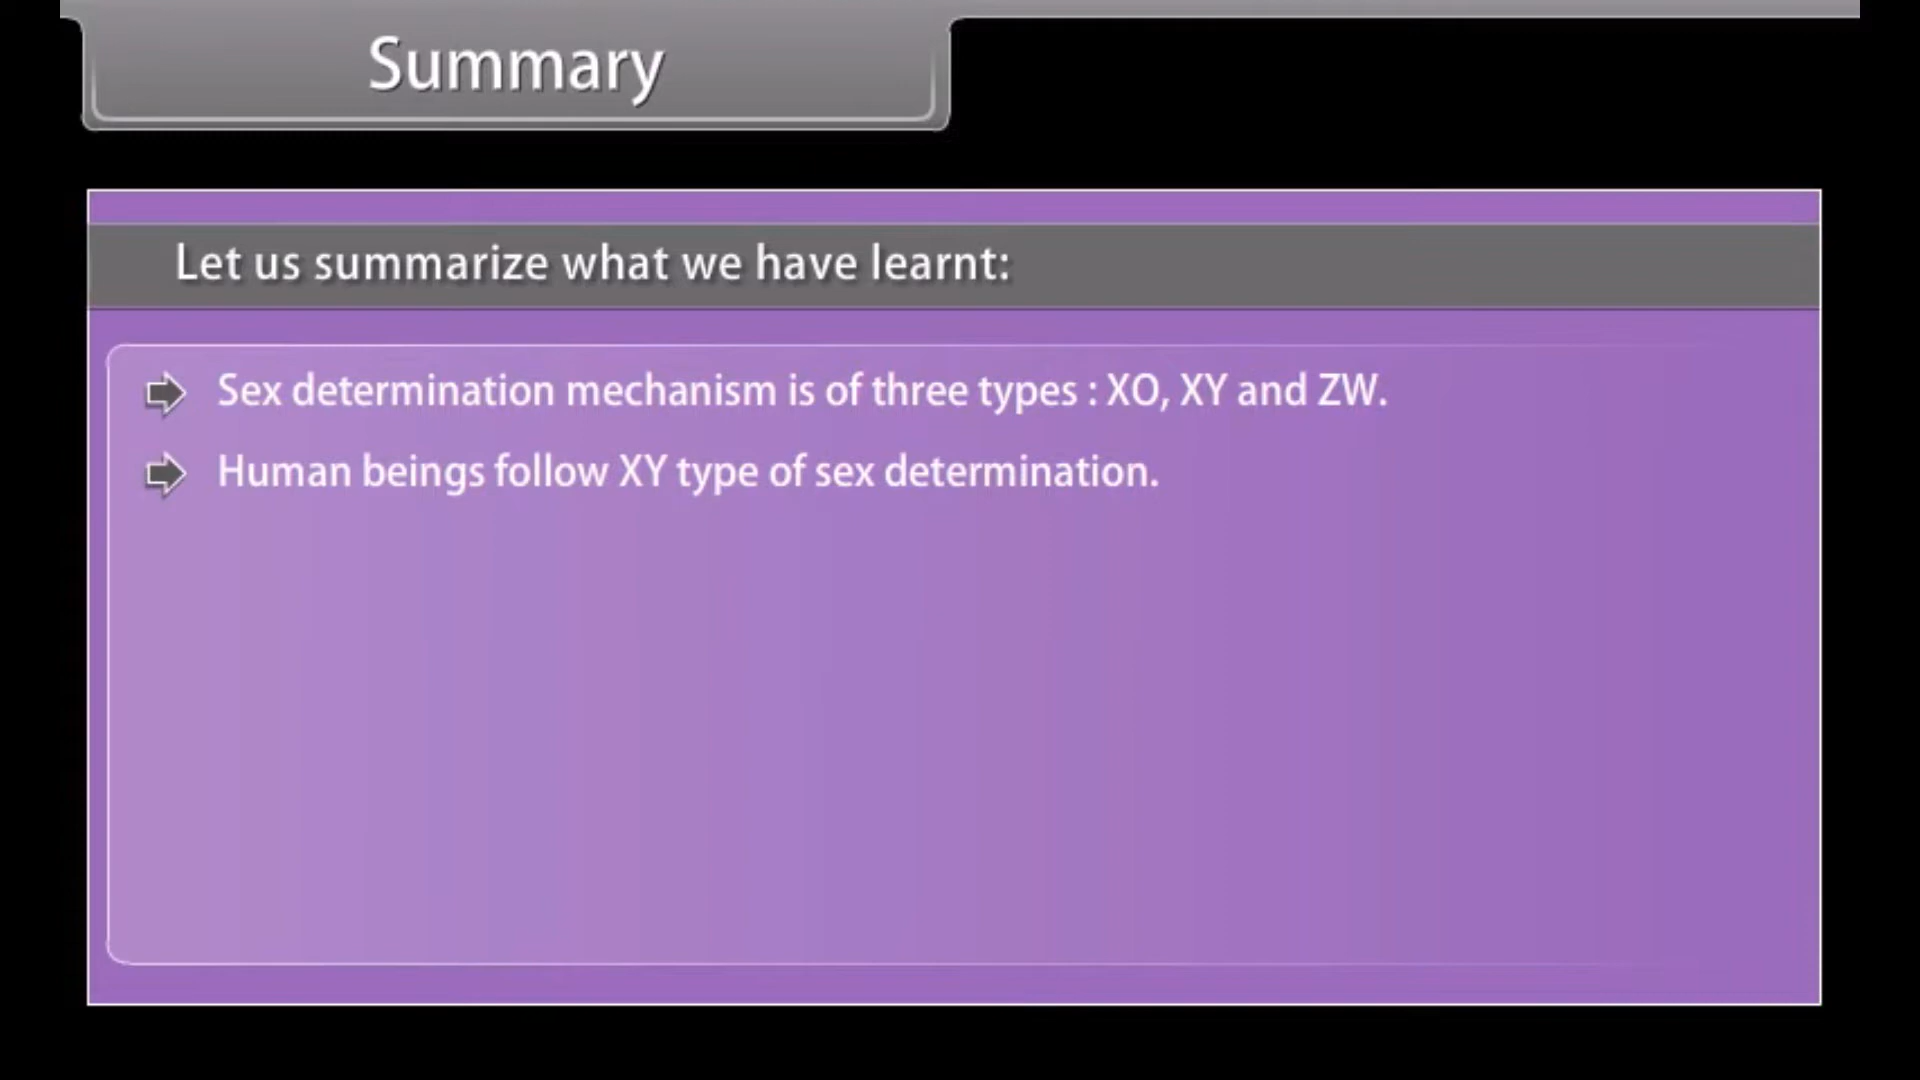 Summary
Let us summarize what we have learnt:
Sex determination mechanism is of three types : XO, XY and ZW.
Human beings follow XY type of sex determination.